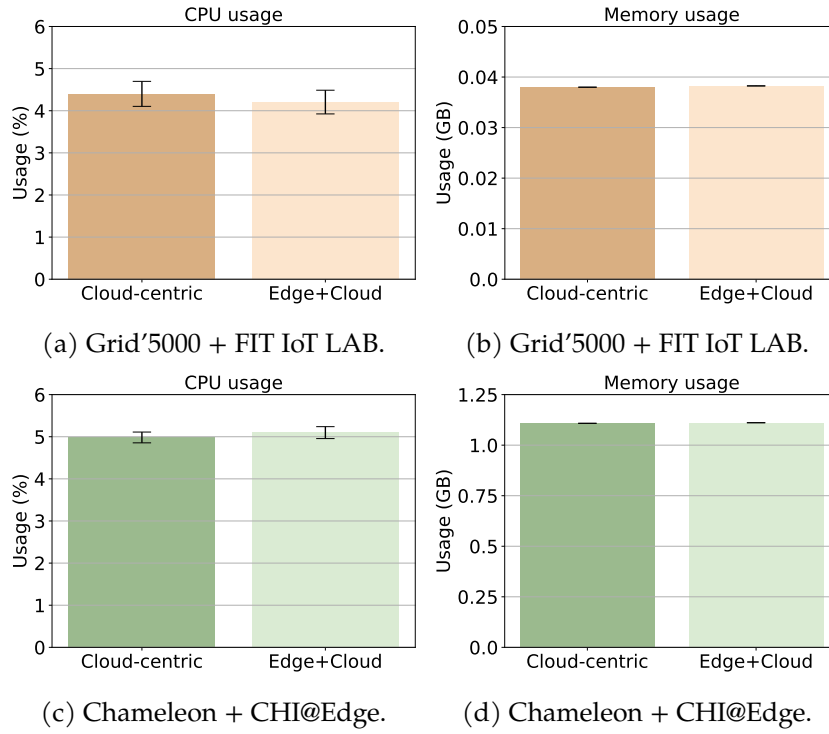 CPU usage
Usage (%)
6
5
4
3
2
1
0
Cloud-centric Edge+Cloud
(a) Grid'5000 + FIT IoT LAB.
Memory usage
Usage (GB)
0.05
0.04
0.03
0.02
0.01
0.0
Cloud-centric Edge+Cloud
(b) Grid'5000 + FIT IoT LAB.
CPU usage
Usage (%)
6
5
4
3
2
1
0
Cloud-centric Edge+Cloud
(c) Chameleon + CHI@Edge.
Memory usage
Usage (GB)
1.25
1.0
0.75
0.5
0.25
0.0
Cloud-centric Edge+Cloud
(d) Chameleon + CHI@Edge.